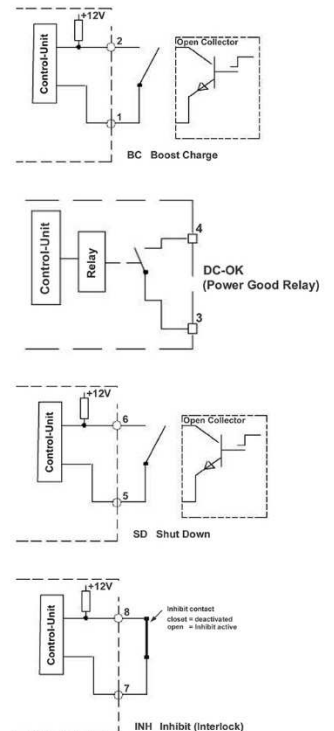 +12V
Control-Unit
2
1
Open Collector
BC Boost Charge
Control-Unit
Relay
4
3
DC-OK
(Power Good Relay)
+12V
Control-Unit
6
5
Open Collector
SD Shut Down
+12V
Control-Unit
8
7
Inhibit contact
closet = deactivated
open = Inhibit active
INH Inhibit (Interlock)